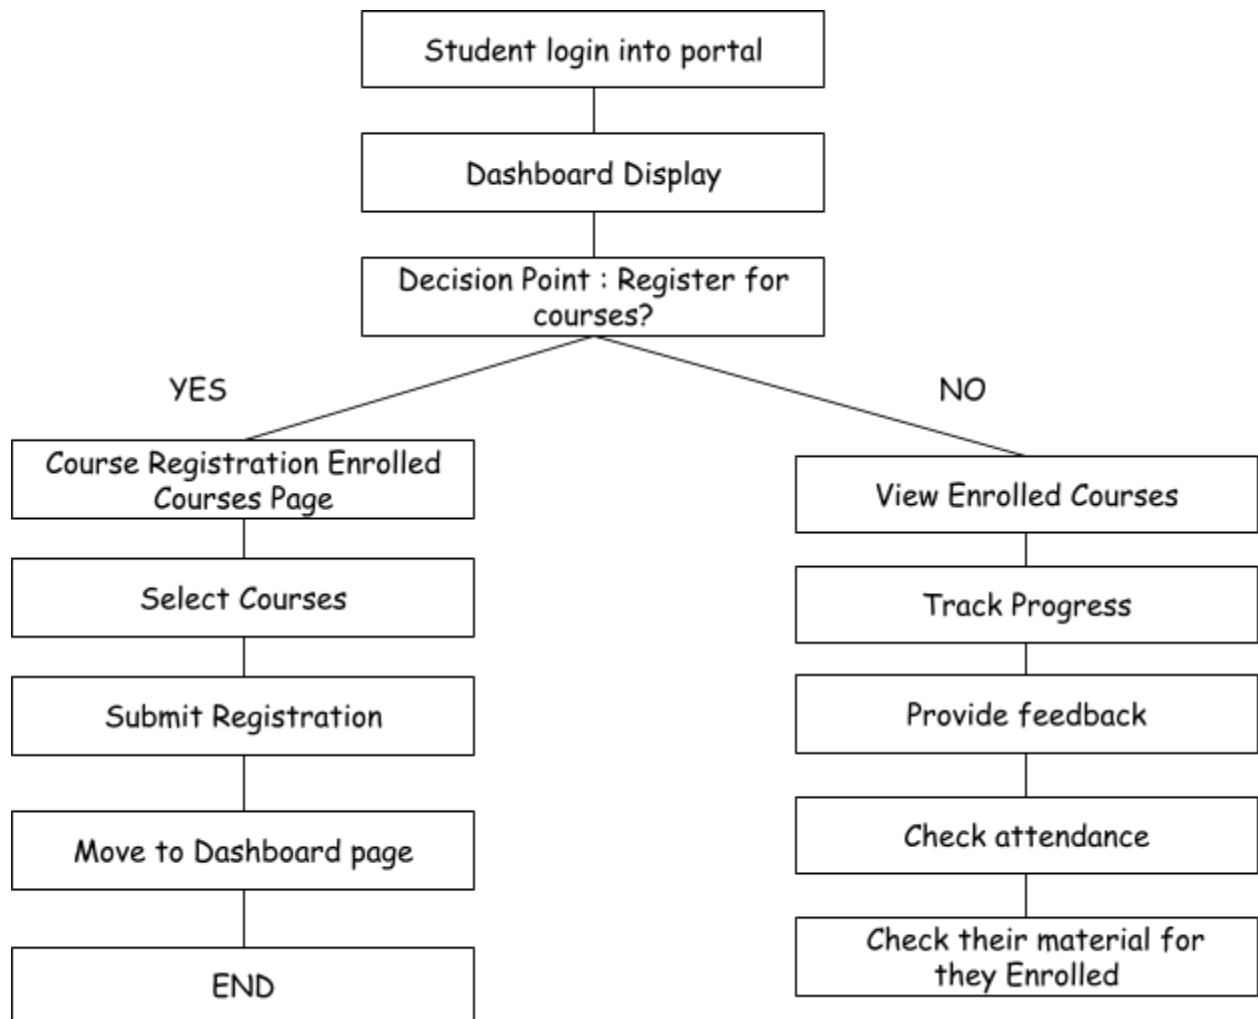 Student login into portal
Dashboard Display
Decision Point : Register for
courses?
YES
NO
Course Registration Enrolled
Courses Page
Select Courses
Submit Registration
Move to Dashboard page
END
View Enrolled Courses
Track Progress
Provide feedback
Check attendance
Check their material for
they Enrolled